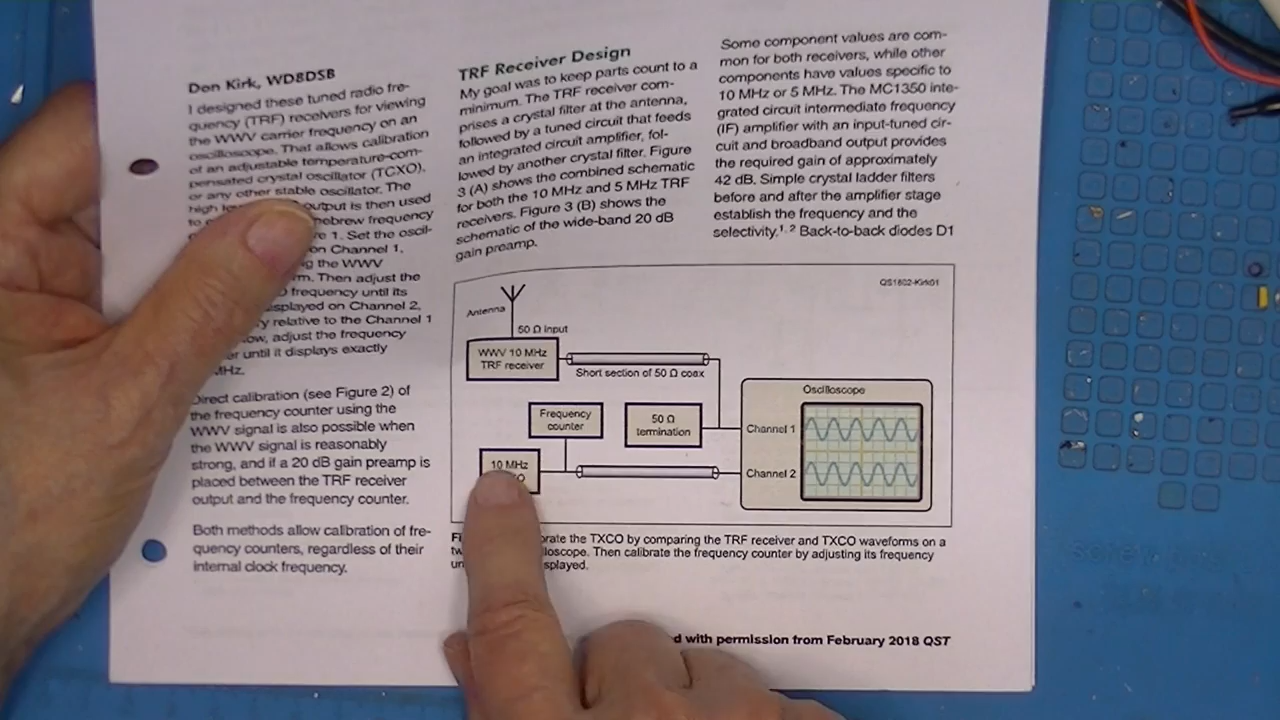 Don Kirk, WD8DSB
I designed these tuned radio fre-
quency (TRF) receivers for viewing
the WWV carrier frequency on an
oscilloscope. That allows calibration
of an adjustable temperature-com-
pensated crystal oscillator (TCXO),
or any other stable oscillator. The
high output is then used
to homebrew frequency
1. Set the oscil-
on Channel 1,
the WWV
Then adjust the
frequency until its
displayed on Channel 2,
relative to the Channel 1
adjust the frequency
until it displays exactly
MHz.
Direct calibration (see Figure 2) of
the frequency counter using the
WWV signal is also possible when
the WWV signal is reasonably
strong, and if a 20 dB gain preamp is
placed between the TRF receiver
output and the frequency counter.
Both methods allow calibration of fre-
quency counters, regardless of their
internal clock frequency.
TRF Receiver Design
My goal was to keep parts count to a
minimum. The TRF receiver com-
prises a crystal filter at the antenna,
followed by a tuned circuit that feeds
an integrated circuit amplifier, fol-
lowed by another crystal filter. Figure
3 (A) shows the combined schematic
for both the 10 MHz and 5 MHz TRF
receivers. Figure 3 (B) shows the
schematic of the wide-band 20 dB
gain preamp.
Some component values are com-
mon for both receivers, while other
components have values specific to
10 MHz or 5 MHz. The MC1350 inte-
grated circuit intermediate frequency
(IF) amplifier with an input-tuned cir-
cuit and broadband output provides
the required gain of approximately
42 dB. Simple crystal ladder filters
before and after the amplifier stage
establish the frequency and the
selectivity.1, 2 Back-to-back diodes D1
QS1802-Kirk01
Antenna
50 Ω input
WWV 10 MHz
TRF receiver
Short section of 50 Ω coax
Oscilloscope
Frequency
counter
50 Ω
termination
Channel 1
10 MHz
Channel 2
the TXCO by comparing the TRF receiver and TXCO waveforms on a
Then calibrate the frequency counter by adjusting its frequency
with permission from February 2018 QST